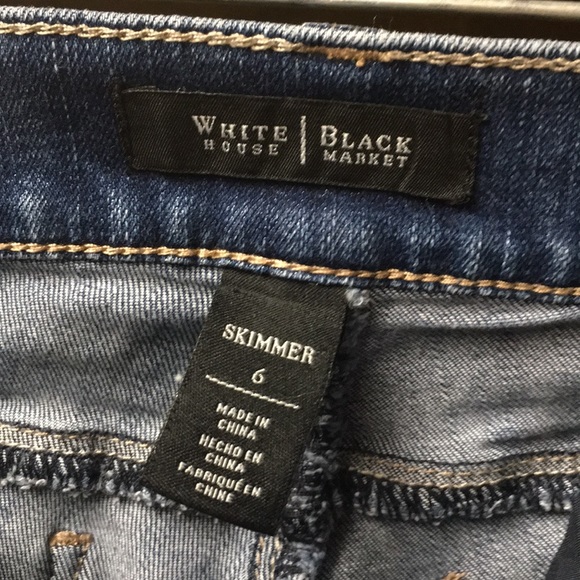 WHITE | BLACK
HOUSE | MARKET
SKIMMER
6
MADE IN
CHINA
HECHO EN
CHINA
FABRIQUÉ EN
CHINE